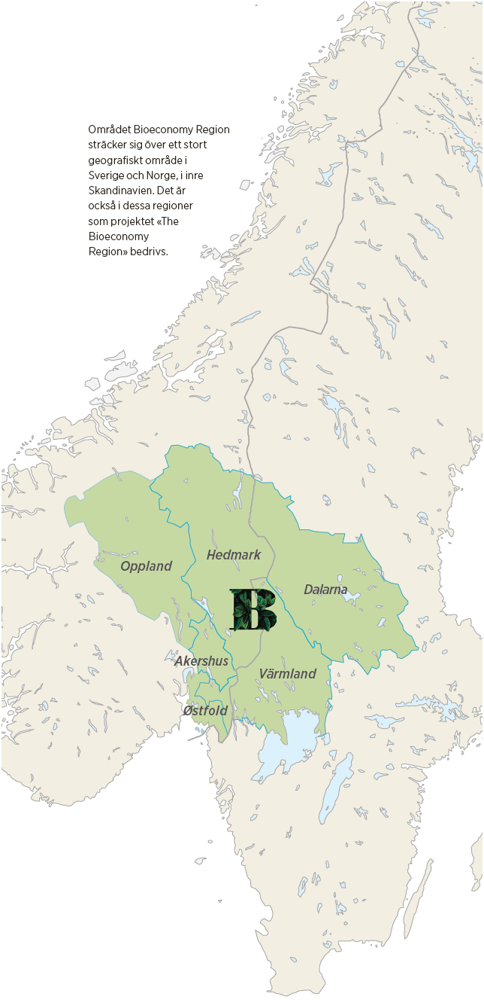 Området Bioeconomy Region
sträcker sig över ett stort
geografiskt område i
Sverige och Norge, i inre
Skandinavien. Det är
också i dessa regioner
som projektet «The
Bioeconomy
Region» bedrivs.
Hedmark
Oppland
Dalarna
B
Akershus
Värmland
Østfold